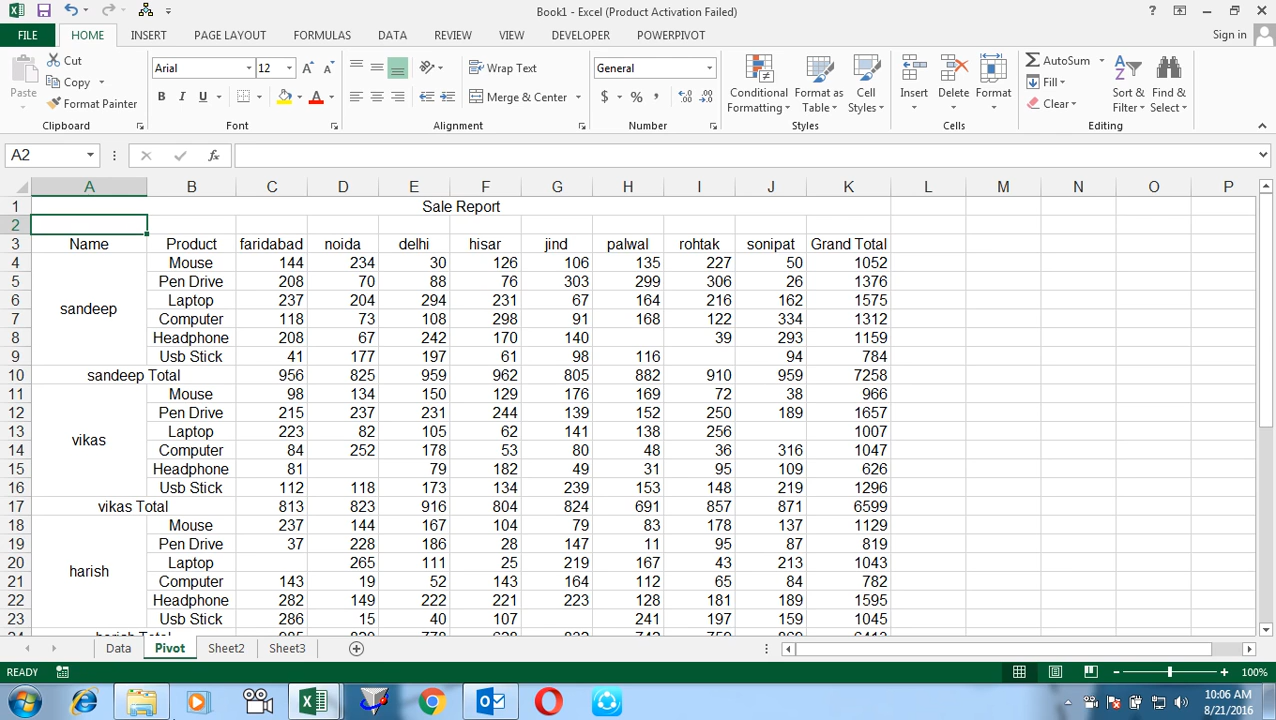 Book1 - Excel (Product Activation Failed)
FILE HOME INSERT PAGE LAYOUT FORMULAS DATA REVIEW VIEW DEVELOPER POWERPIVOT Sign in
Paste Cut Copy Format Painter
Arial 12
B I U A
Wrap Text
Merge & Center
General
$ % ,
Conditional Formatting Format as Table Cell Styles
Insert Delete Format
AutoSum Fill Clear
Sort & Filter Find & Select
Clipboard Font Alignment Number Styles Cells Editing
A2 fx
A B C D E F G H I J K L M N O P
1 Sale Report
2
3 Name Product faridabad noida delhi hisar jind palwal rohtak sonipat Grand Total
4 Mouse 144 234 30 126 106 135 227 50 1052
5 Pen Drive 208 70 88 76 303 299 306 26 1376
6 Laptop 237 204 294 231 67 164 216 162 1575
sandeep
7 Computer 118 73 108 298 91 168 122 334 1312
8 Headphone 208 67 242 170 140 39 293 1159
9 Usb Stick 41 177 197 61 98 116 94 784
10 sandeep Total 956 825 959 962 805 882 910 959 7258
11 Mouse 98 134 150 129 176 169 72 38 966
12 Pen Drive 215 237 231 244 139 152 250 189 1657
13 Laptop 223 82 105 62 141 138 256 1007
vikas
14 Computer 84 252 178 53 80 48 36 316 1047
15 Headphone 81 79 182 49 31 95 109 626
16 Usb Stick 112 118 173 134 239 153 148 219 1296
17 vikas Total 813 823 916 804 824 691 857 871 6599
18 Mouse 237 144 167 104 79 83 178 137 1129
19 Pen Drive 37 228 186 28 147 11 95 87 819
20 Laptop 265 111 25 219 167 43 213 1043
harish
21 Computer 143 19 52 143 164 112 65 84 782
22 Headphone 282 149 222 221 223 128 181 189 1595
23 Usb Stick 286 15 40 107 241 197 159 1045
Data Pivot Sheet2 Sheet3
READY 100%
10:06 AM
8/21/2016